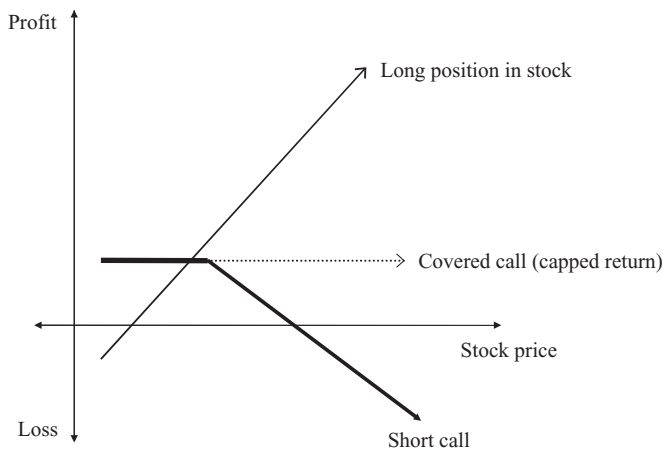 Profit
Long position in stock
Covered call (capped return)
Stock price
Loss
Short call